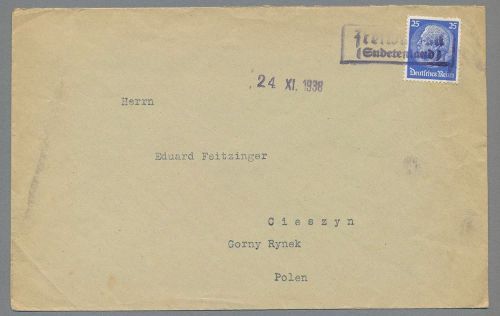 25 25
Deutsches Reich
(Sudetenland)
24 XI. 1938
Herrn
Eduard Feitzinger
Cieszyn
Gorny Rynek
Polen